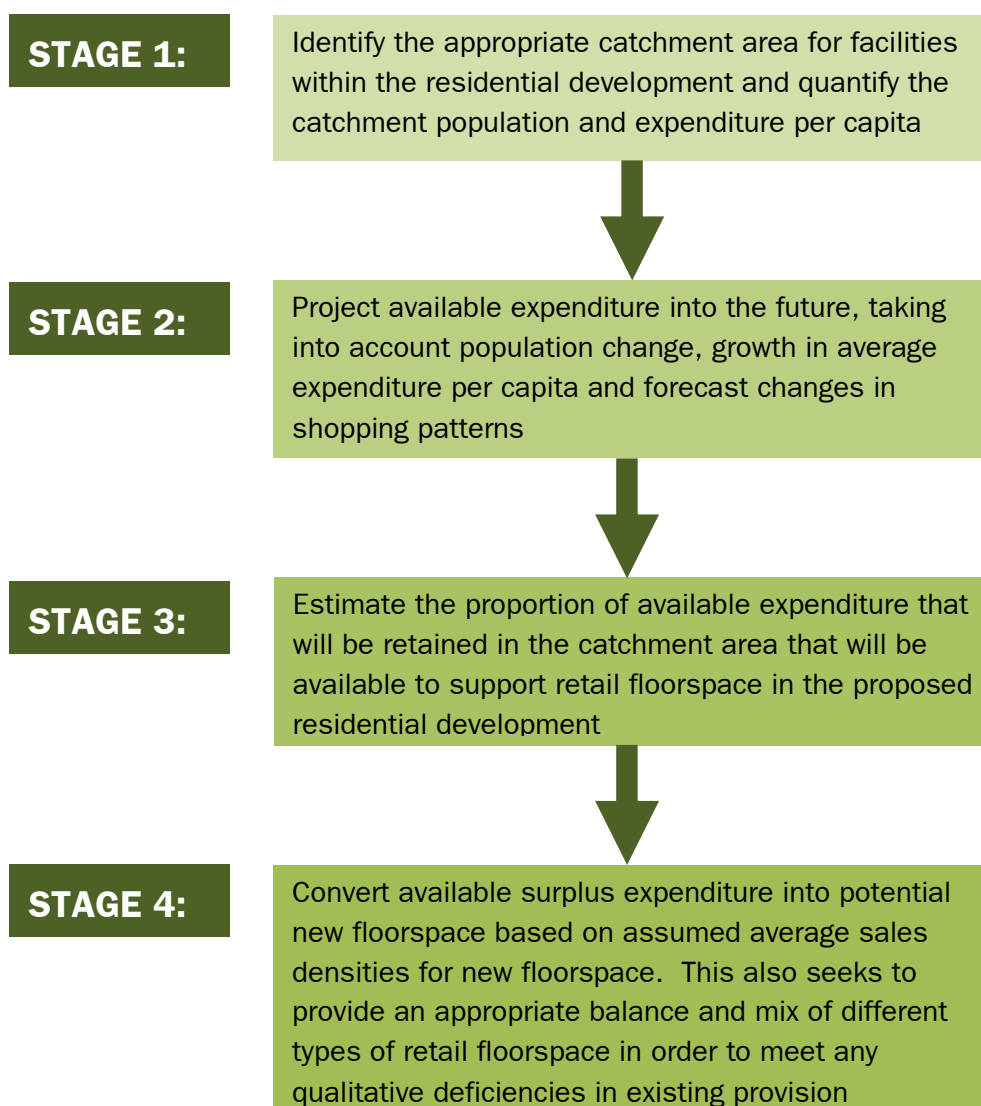 STAGE 1:
Identify the appropriate catchment area for facilities
within the residential development and quantify the
catchment population and expenditure per capita
STAGE 2:
Project available expenditure into the future, taking
into account population change, growth in average
expenditure per capita and forecast changes in
shopping patterns
STAGE 3:
Estimate the proportion of available expenditure that
will be retained in the catchment area that will be
available to support retail floorspace in the proposed
residential development
STAGE 4:
Convert available surplus expenditure into potential
new floorspace based on assumed average sales
densities for new floorspace.  This also seeks to
provide an appropriate balance and mix of different
types of retail floorspace in order to meet any
qualitative deficiencies in existing provision